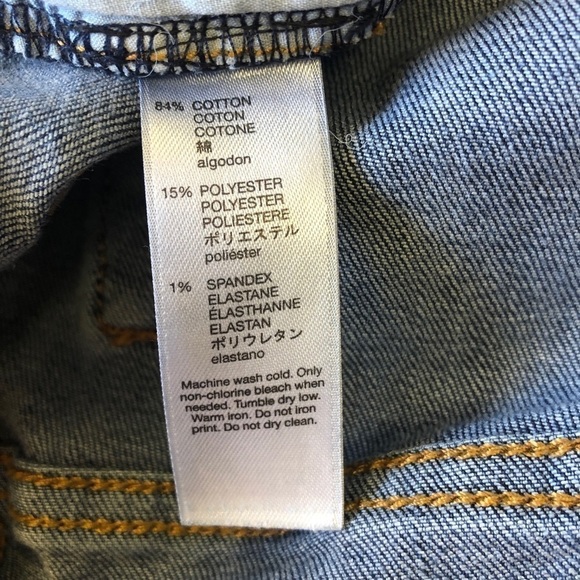 84% COTTON
COTON
COTONE
綿
algodon
15% POLYESTER
POLYESTER
POLIESTERE
ポリエステル
poliéster
1% SPANDEX
ELASTANE
ÉLASTHANNE
ELASTAN
ポリウレタン
elastano
Machine wash cold. Only
non-chlorine bleach when
needed. Tumble dry low.
Warm iron. Do not iron
print. Do not dry clean.